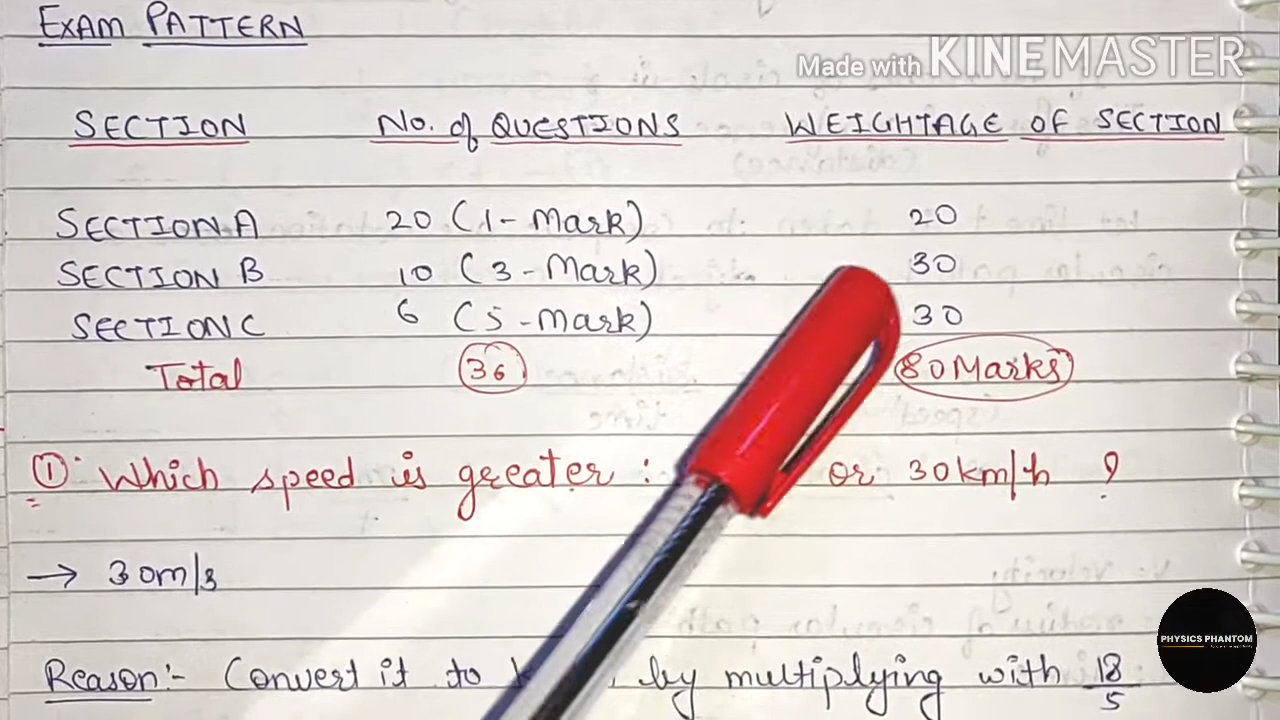 EXAM PATTERN
Made with KINEMASTER
SECTION No. of QUESTIONS WEIGHTAGE OF SECTION
SECTION A 20 (1- Mark) 20
SECTION B 10 (3 - Mark) 30
SECTION C 6 (5 - Mark) 30
Total 36 80 Marks
① Which speed is greater : or 30 km/h ?
→ 30m/s
PHYSICS PHANTOM
Reason:- Convert it to by multiplying with 18/5